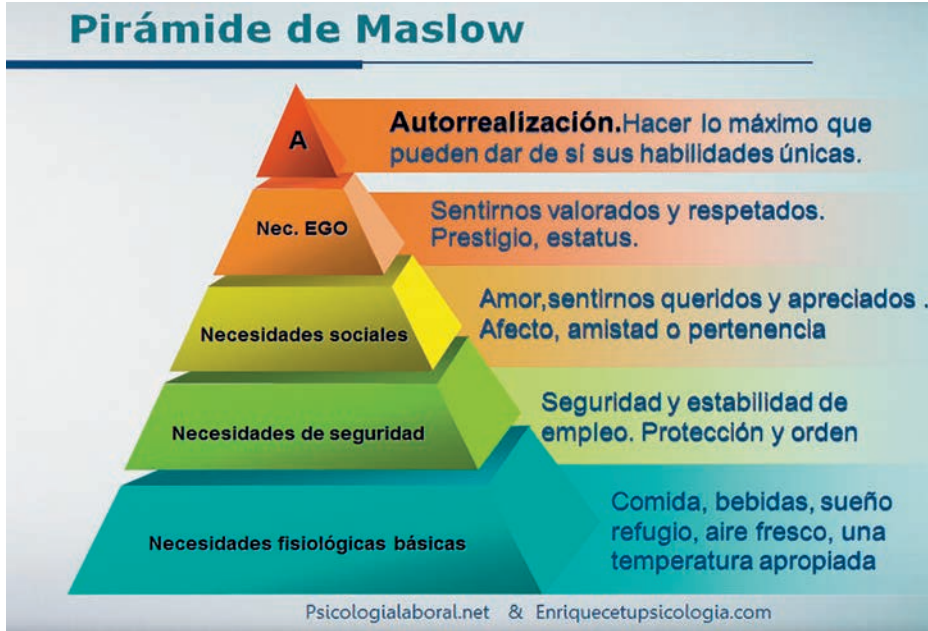 Pirámide de Maslow
A
Autorrealización.Hacer lo máximo que
pueden dar de sí sus habilidades únicas.
Nec. EGO
Sentirnos valorados y respetados.
Prestigio, estatus.
Necesidades sociales
Amor,sentirnos queridos y apreciados .
Afecto, amistad o pertenencia
Necesidades de seguridad
Seguridad y estabilidad de
empleo. Protección y orden
Necesidades fisiológicas básicas
Comida, bebidas, sueño
refugio, aire fresco, una
temperatura apropiada
Psicologialaboral.net & Enriquecetupsicologia.com